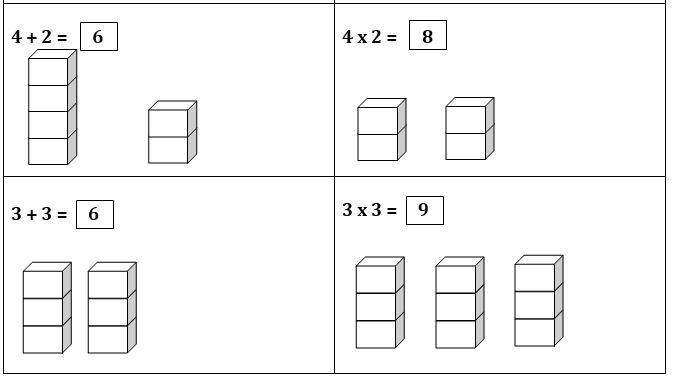 4 + 2 = 6
4 x 2 = 8
3 + 3 = 6
3 x 3 = 9